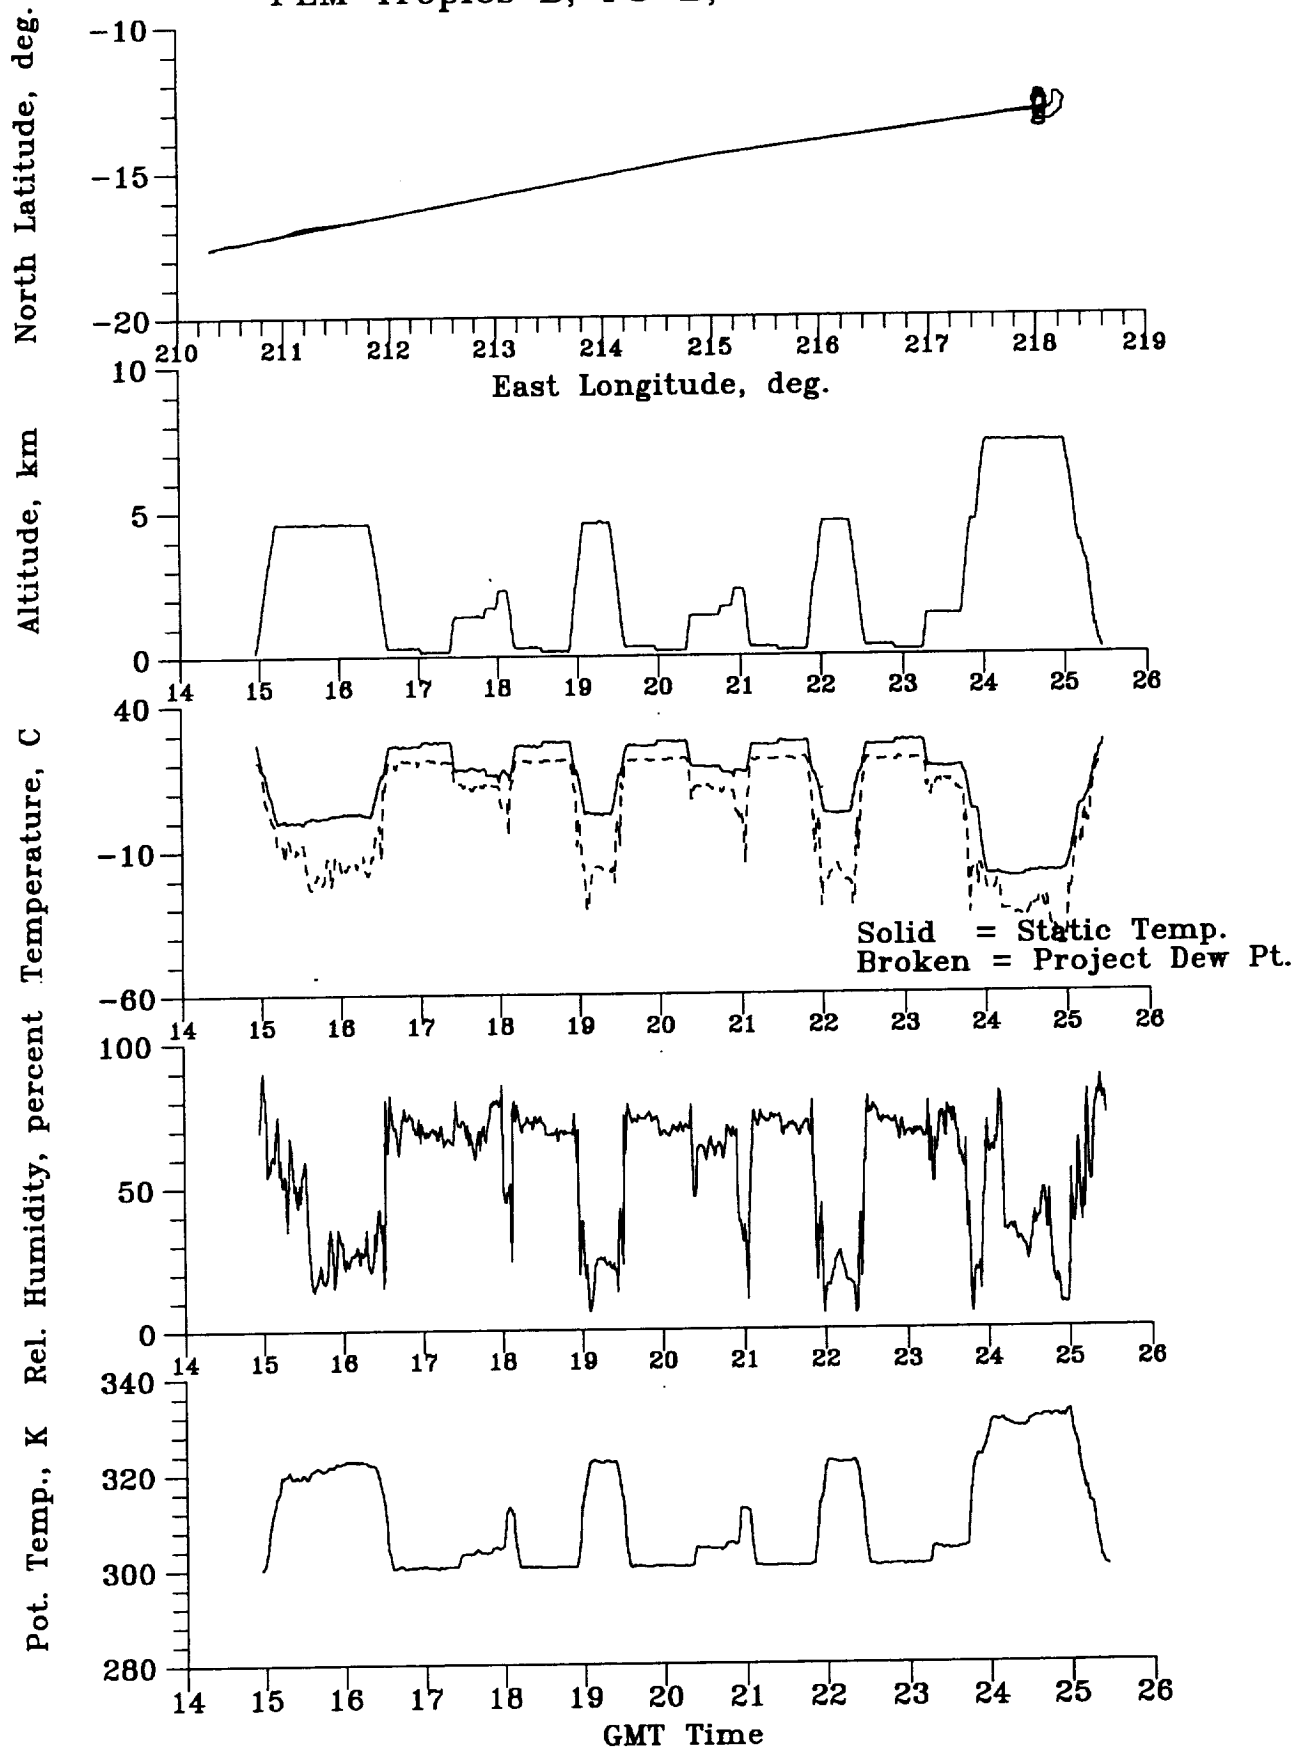 North Latitude, deg.
-10
-15
-20
210 211 212 213 214 215 216 217 218 219
East Longitude, deg.
Altitude, km
10
5
0
14 15 16 17 18 19 20 21 22 23 24 25 26
Temperature, C
40
-10
-60
Solid = Static Temp.
Broken = Project Dew Pt.
14 15 16 17 18 19 20 21 22 23 24 25 26
Rel. Humidity, percent
100
50
0
14 15 16 17 18 19 20 21 22 23 24 25 26
Pot. Temp., K
340
320
300
280
14 15 16 17 18 19 20 21 22 23 24 25 26
GMT Time